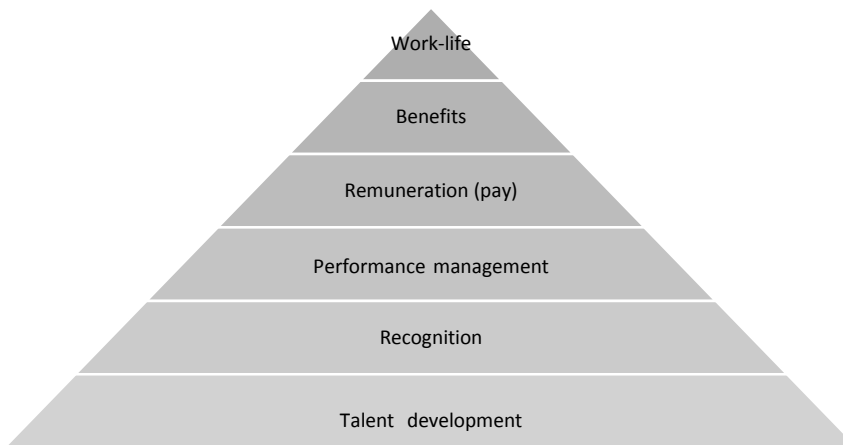 Work-life
Benefits
Remuneration (pay)
Performance management
Recognition
Talent development